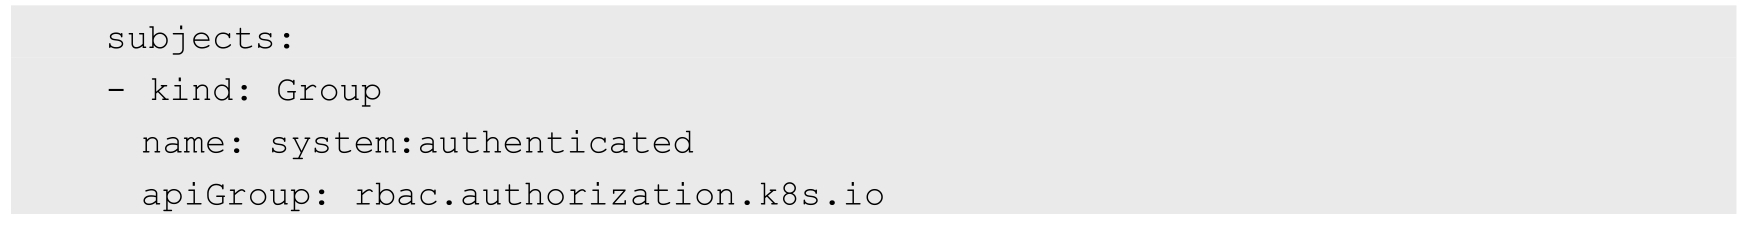 subjects:
- kind: Group
name: system:authenticated
apiGroup: rbac.authorization.k8s.io